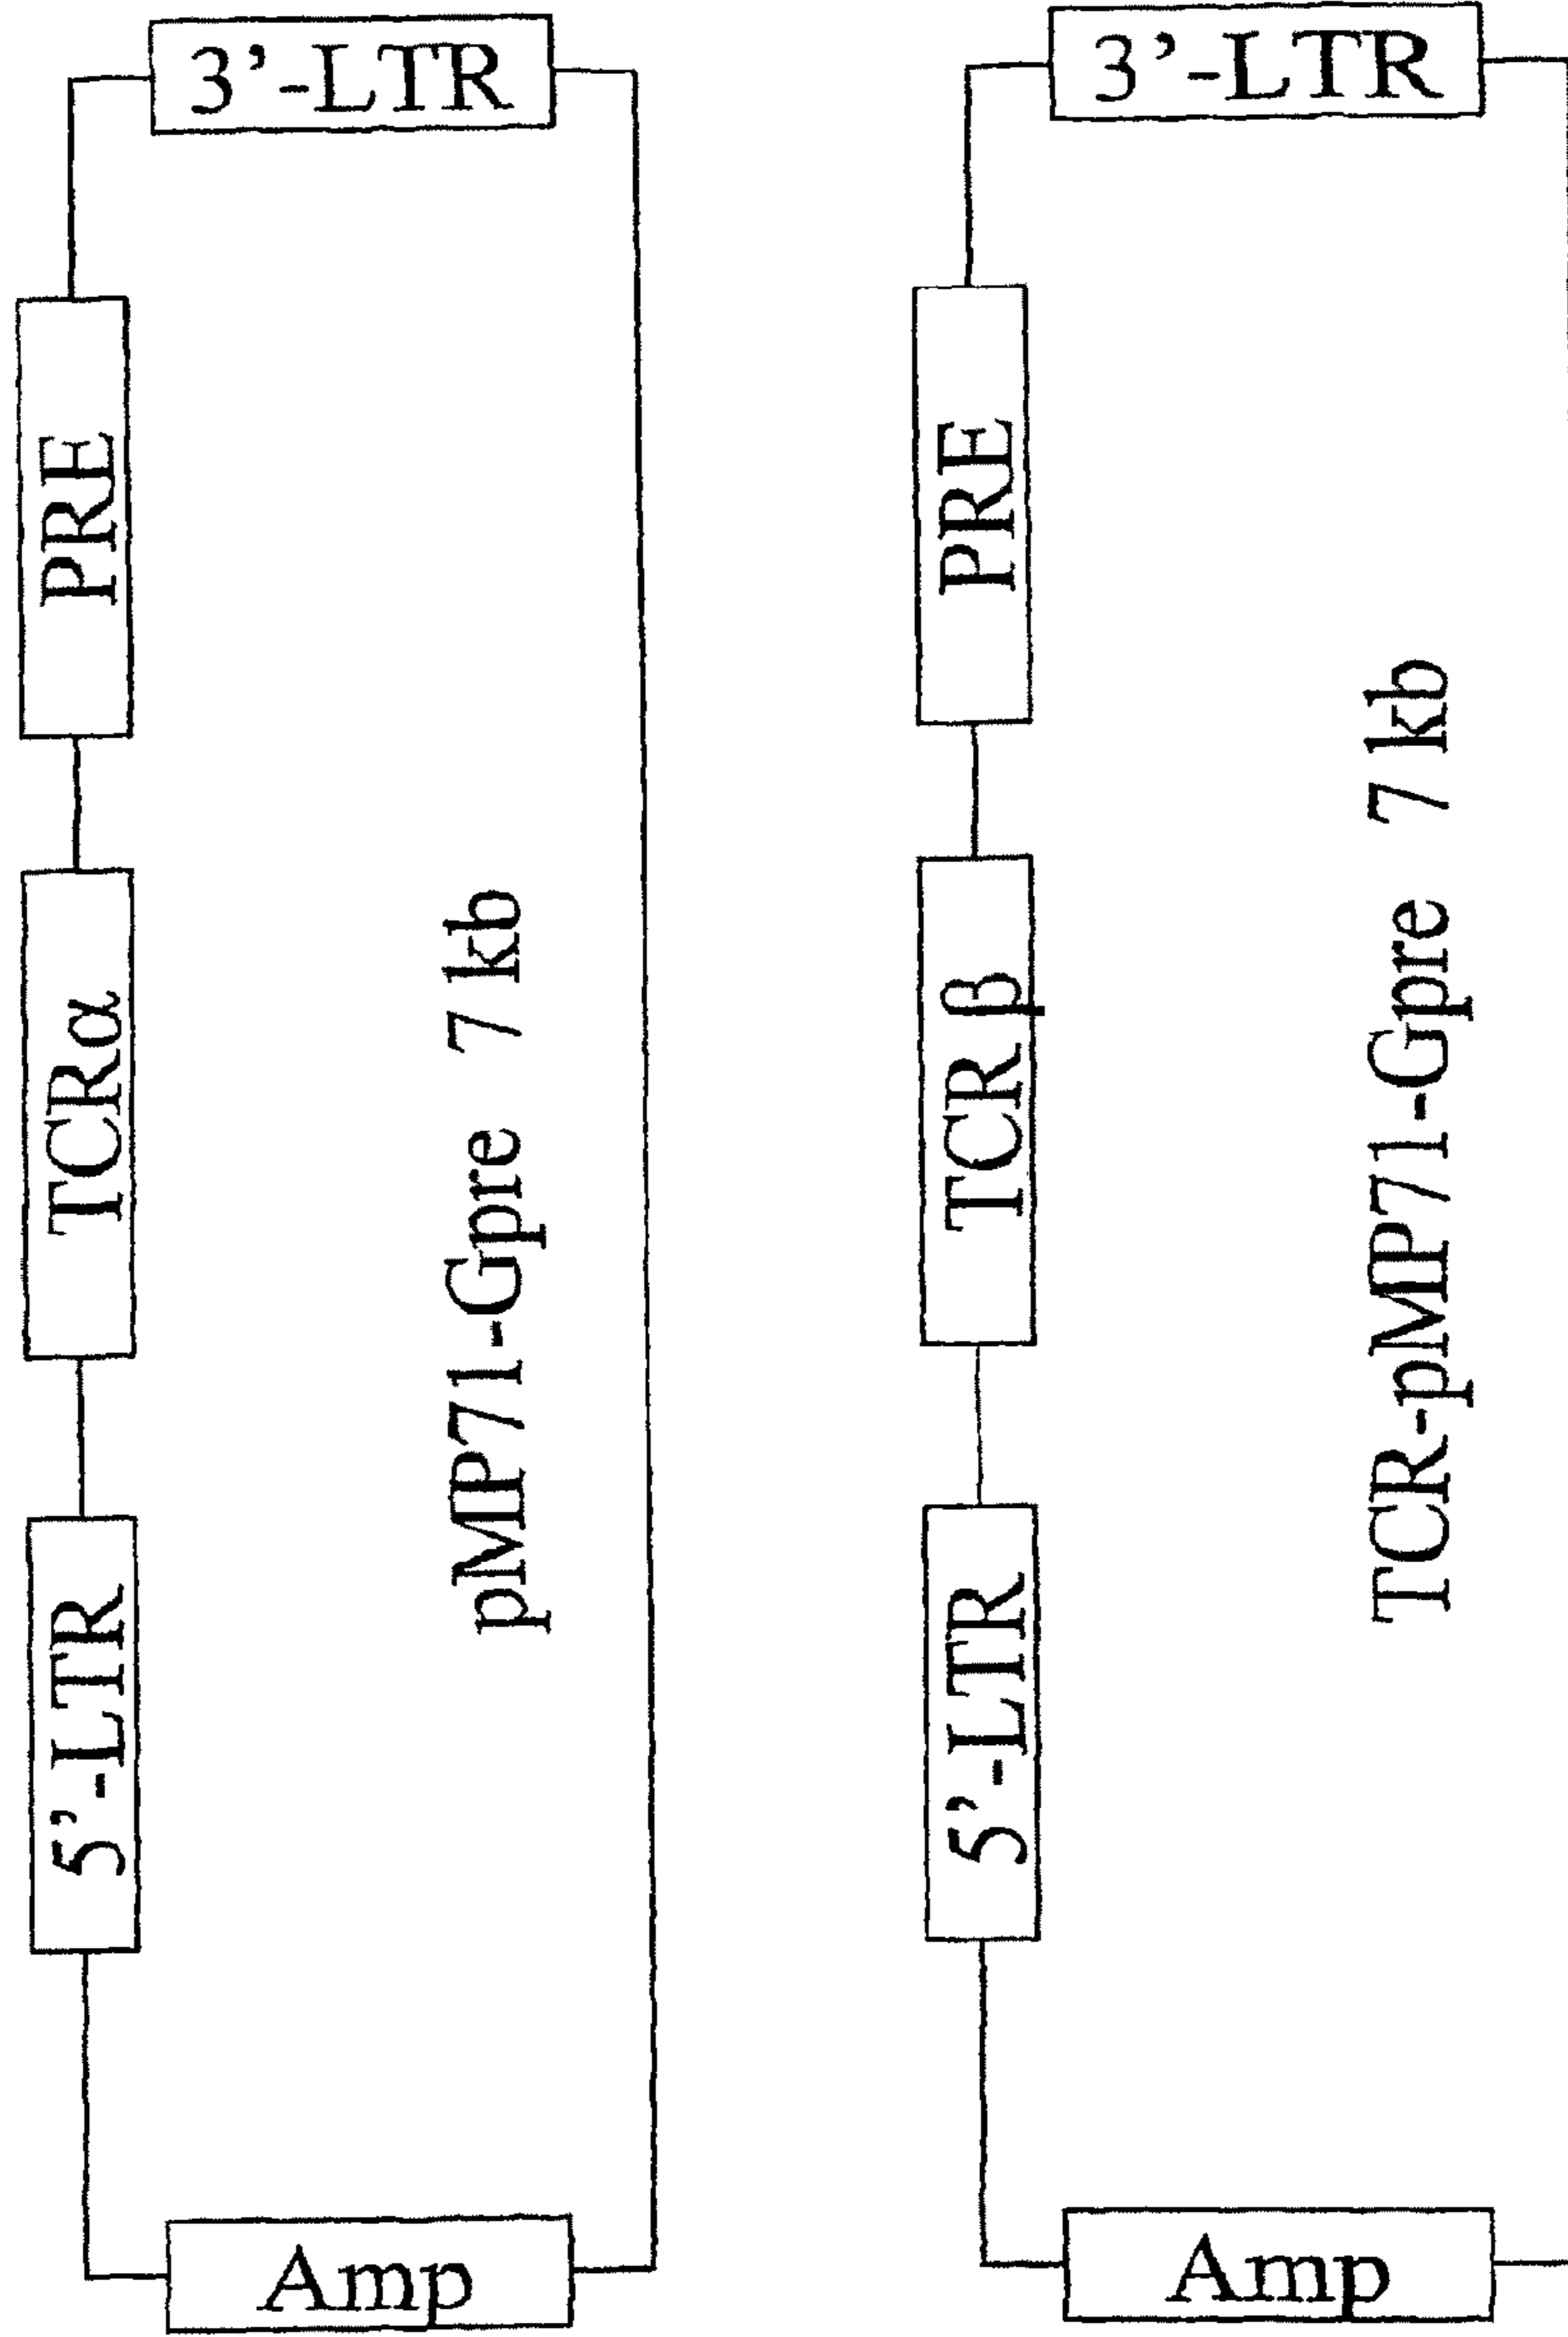 3’-LTR
PRE
TCRα
5’-LTR
Amp
pMP71-Gpre 7 kb
3’-LTR
PRE
TCR β
5’-LTR
Amp
TCR-pMP71-Gpre 7 kb